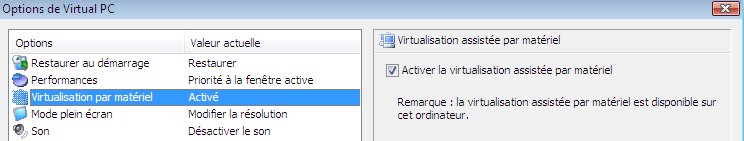 Options de Virtual PC
Options Valeur actuelle
Restaurer au démarrage Restaurer
Performances Priorité à la fenêtre active
Virtualisation par matériel Activé
Mode plein écran Modifier la résolution
Son Désactiver le son
Virtualisation assistée par matériel
Activer la virtualisation assistée par matériel
Remarque : la virtualisation assistée par matériel est disponible sur
cet ordinateur.